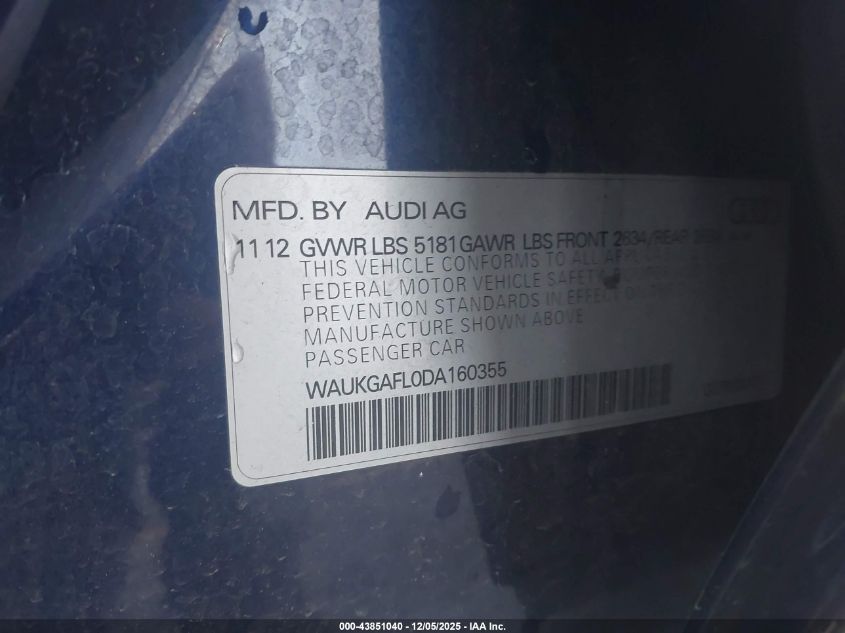 MFD. BY AUDI AG
11 12 GVWR LBS 5181 GAWR LBS FRONT 2634/REAR
THIS VEHICLE CONFORMS TO ALL
FEDERAL MOTOR VEHICLE SAFETY
PREVENTION STANDARDS IN EFFECT ON
MANUFACTURE SHOWN ABOVE
PASSENGER CAR
WAUKGAFL0DA160355
000-43851040 - 12/05/2025 - IAA Inc.